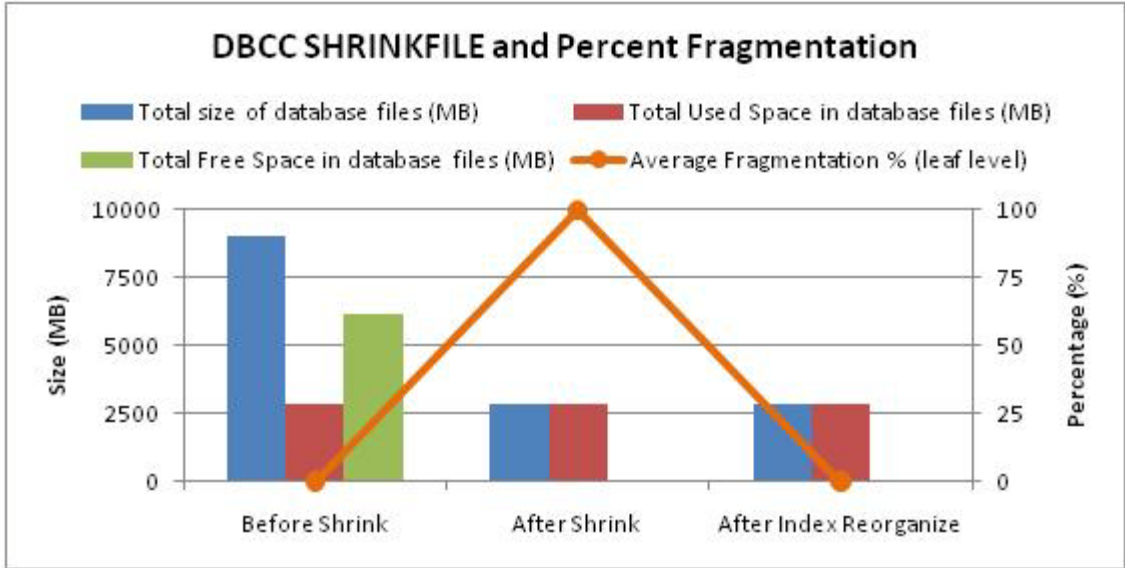 DBCC SHRINKFILE and Percent Fragmentation
Total size of database files (MB)
Total Used Space in database files (MB)
Total Free Space in database files (MB)
Average Fragmentation % (leaf level)
Size (MB)
10000
7500
5000
2500
0
100
75
50
25
0
Percentage (%)
Before Shrink
After Shrink
After Index Reorganize